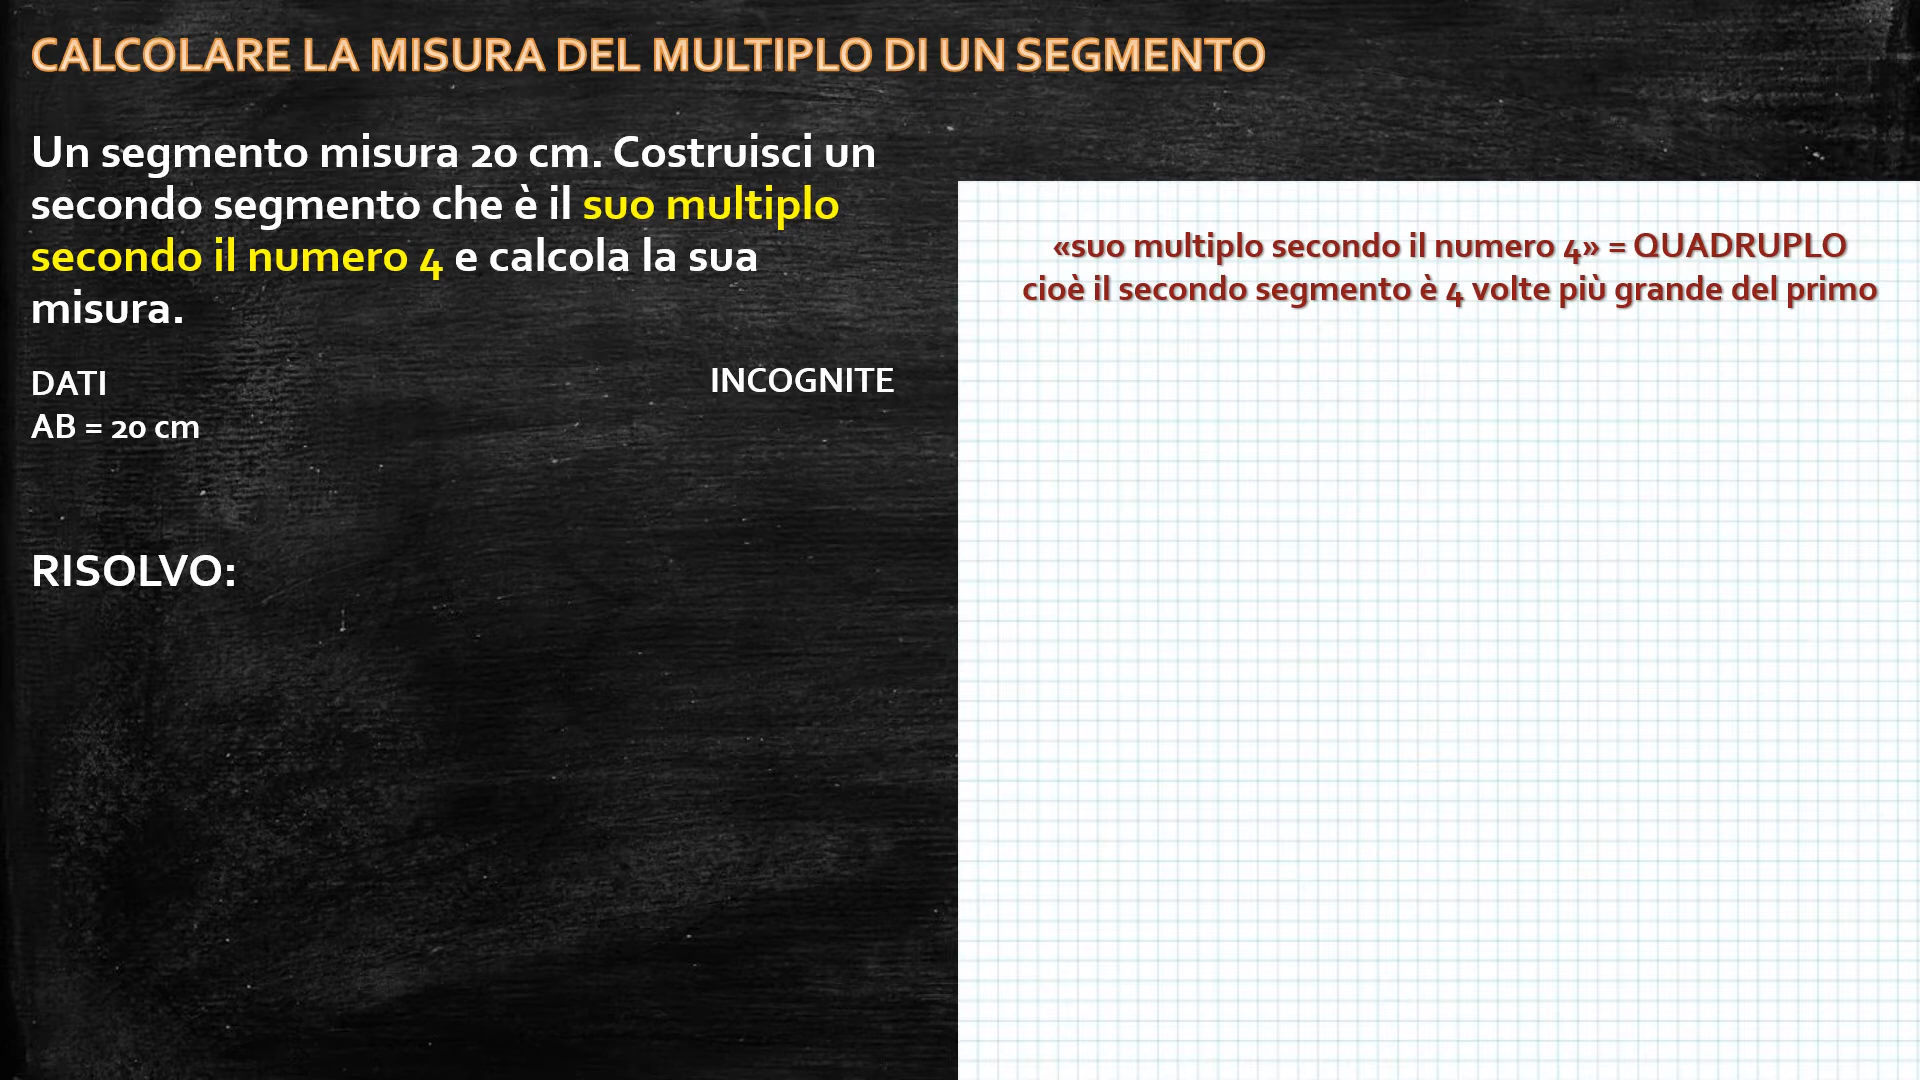 CALCOLARE LA MISURA DEL MULTIPLO DI UN SEGMENTO
Un segmento misura 20 cm. Costruisci un
secondo segmento che è il suo multiplo
secondo il numero 4 e calcola la sua
misura.
DATI
AB = 20 cm
INCOGNITE
RISOLVO:
«suo multiplo secondo il numero 4» = QUADRUPLO
cioè il secondo segmento è 4 volte più grande del primo